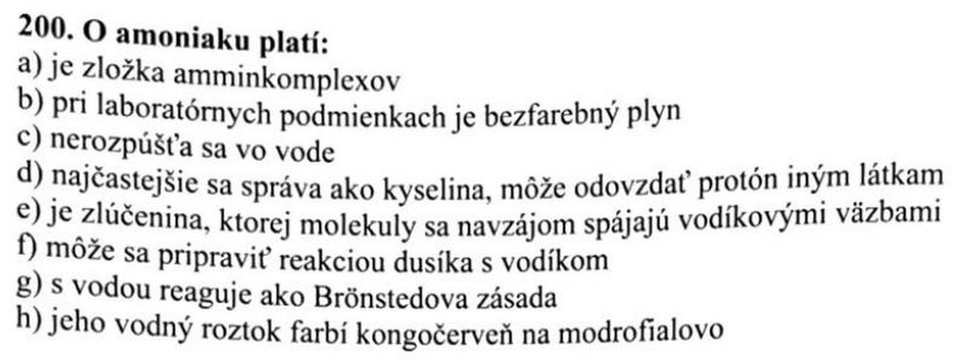 200. O amoniaku platí:
a) je zložka amminkomplexov
b) pri laboratórnych podmienkach je bezfarebný plyn
c) nerozpúšťa sa vo vode
d) najčastejšie sa správa ako kyselina, môže odovzdať protón iným látkam
e) je zlúčenina, ktorej molekuly sa navzájom spájajú vodíkovými väzbami
f) môže sa pripraviť reakciou dusíka s vodíkom
g) s vodou reaguje ako Brönstedova zásada
h) jeho vodný roztok farbí kongočerveň na modrofialovo